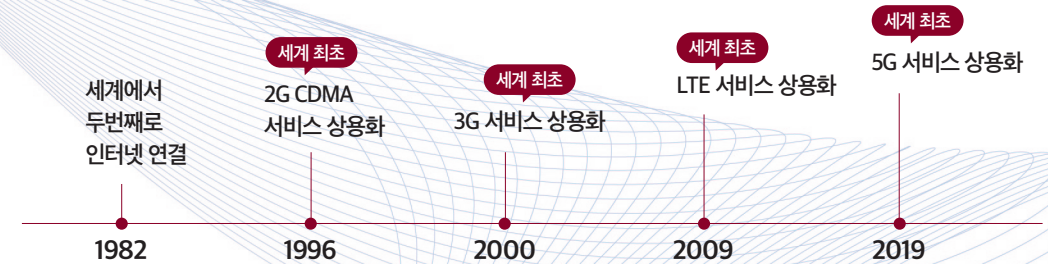 세계에서
두번째로
인터넷 연결
1982
세계 최초
2G CDMA
서비스 상용화
1996
세계 최초
3G 서비스 상용화
2000
세계 최초
LTE 서비스 상용화
2009
세계 최초
5G 서비스 상용화
2019